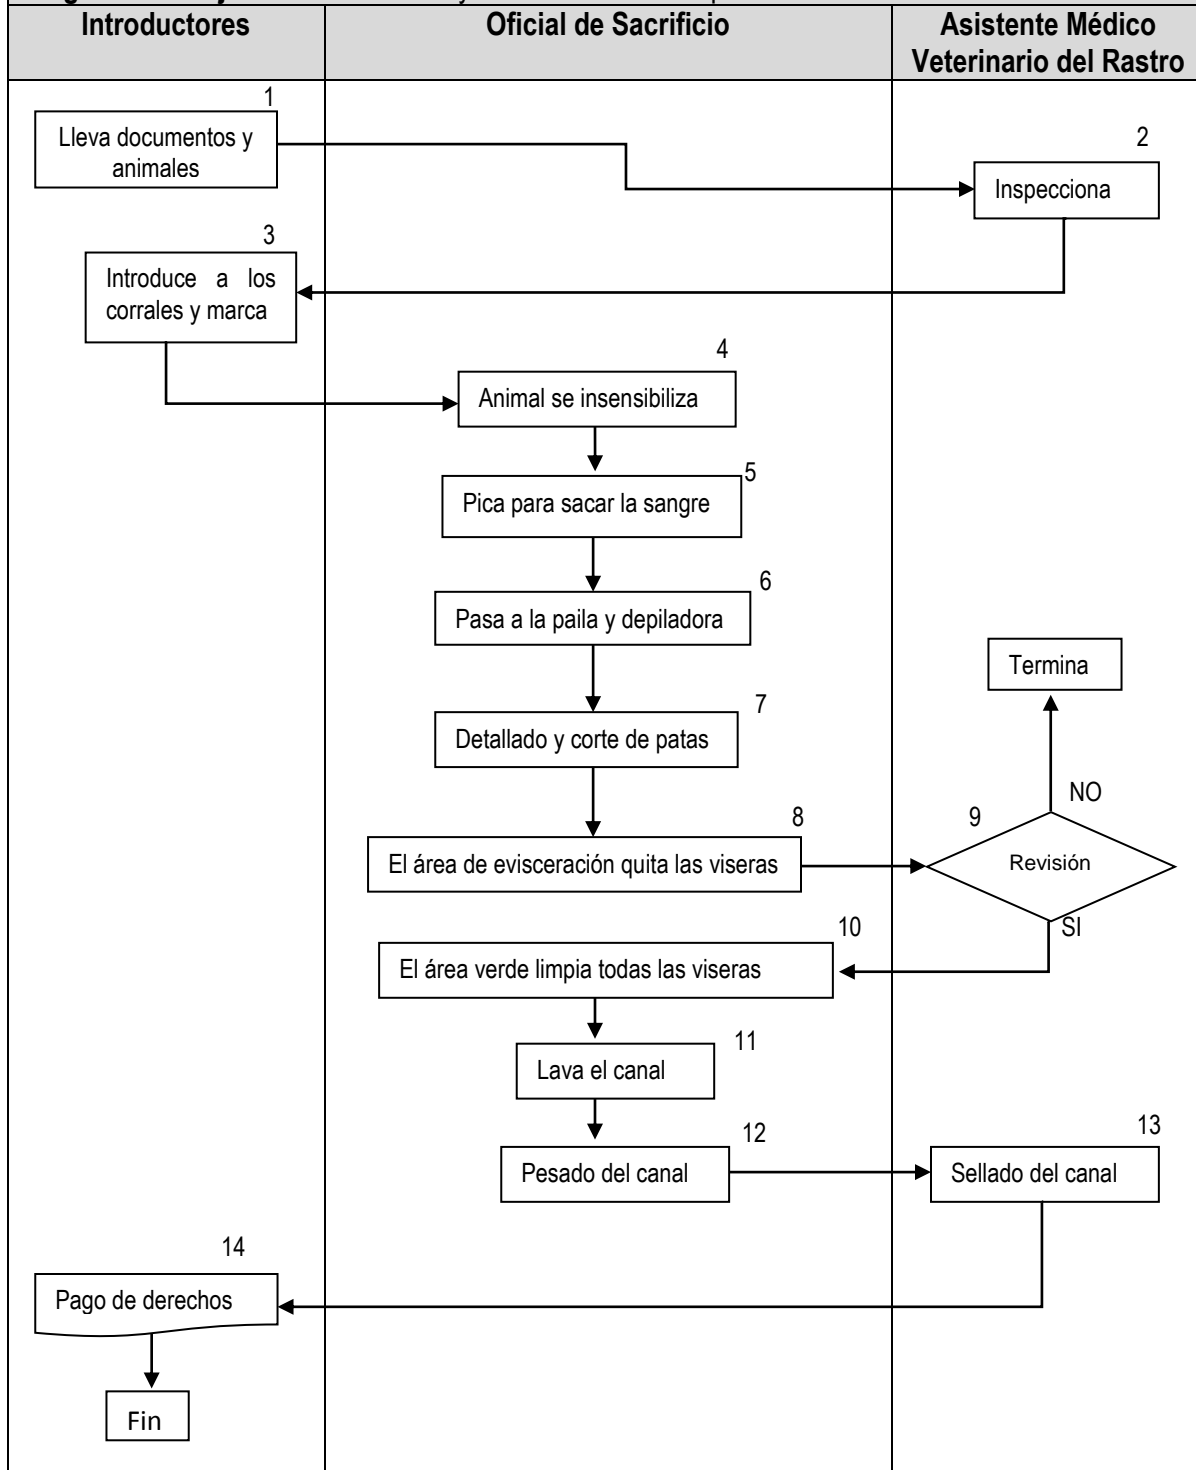 Introductores
Oficial de Sacrificio
Asistente Médico
Veterinario del Rastro
1
Lleva documentos y
animales
2
Inspecciona
3
Introduce a los
corrales y marca
4
Animal se insensibiliza
5
Pica para sacar la sangre
6
Pasa a la paila y depiladora
Termina
7
Detallado y corte de patas
NO
8
El área de evisceración quita las viseras
9
Revisión
SI
10
El área verde limpia todas las viseras
11
Lava el canal
12
Pesado del canal
13
Sellado del canal
14
Pago de derechos
Fin